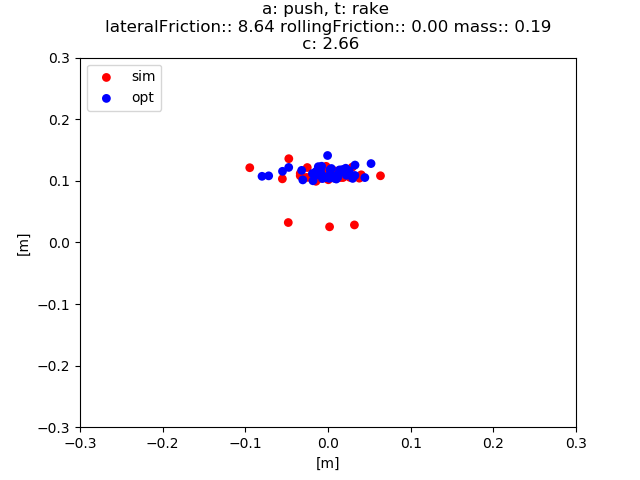 a: push, t: rake
lateralFriction:: 8.64 rollingFriction:: 0.00 mass:: 0.19
c: 2.66
sim
opt
0.3
0.2
0.1
0.0
−0.1
−0.2
−0.3
[m]
−0.3 −0.2 −0.1 0.0 0.1 0.2 0.3
[m]